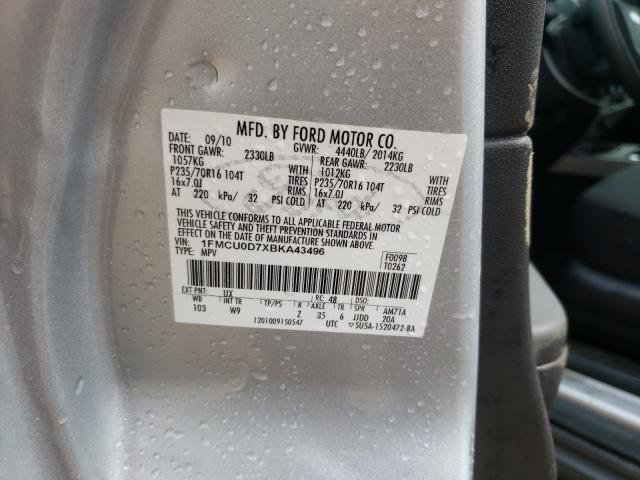 MFD. BY FORD MOTOR CO.
DATE: 09/10 GVWR: 4440LB/ 2014KG
FRONT GAWR: 2330LB REAR GAWR: 2230LB
1057KG WITH 1012KG WITH
P235/70R16 104T TIRES P235/70R16 104T TIRES
16x7.0J RIMS 16x7.0J RIMS
AT 220 kPa/ 32 PSI COLD AT 220 kPa/ 32 PSI COLD
THIS VEHICLE CONFORMS TO ALL APPLICABLE FEDERAL MOTOR
VEHICLE SAFETY AND THEFT PREVENTION STANDARDS IN
EFFECT ON THE DATE OF MANUFACTURE SHOWN ABOVE.
VIN: 1FMCU0D7XBKA43496 F0098
TYPE: MPV T0262
EXT PNT: UX RC: 48 DSO:
WB INT TR TP/PS R AXLE TR SPR AM71A
103 W9 Z 35 6 JJDD 20A
1201009150547 UTC 5U5A-1520472-BA